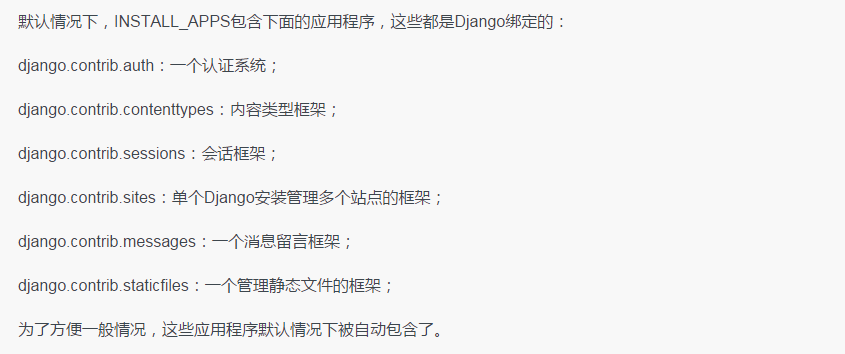 默认情况下，INSTALL_APPS包含下面的应用程序，这些都是Django绑定的：
django.contrib.auth：一个认证系统；
django.contrib.contenttypes：内容类型框架；
django.contrib.sessions：会话框架；
django.contrib.sites：单个Django安装管理多个站点的框架；
django.contrib.messages：一个消息留言框架；
django.contrib.staticfiles：一个管理静态文件的框架；
为了方便一般情况，这些应用程序默认情况下被自动包含了。